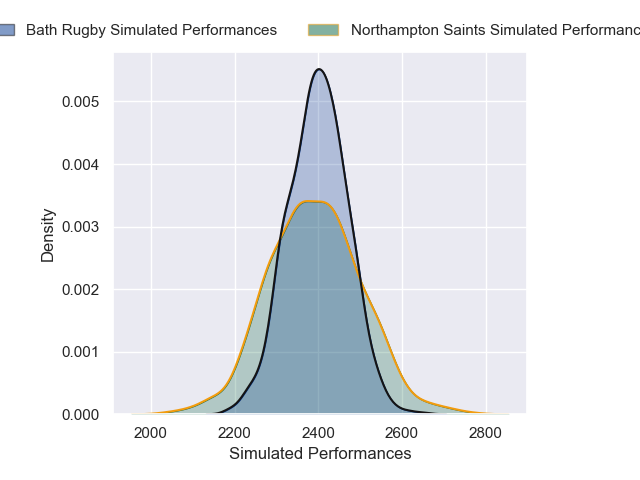 Bath Rugby Simulated Performances
Northampton Saints Simulated
0.005
0.004
0.003
0.002
0.001
0.000
Density
2000 2200 2400 2600 2800
Simulated Performances